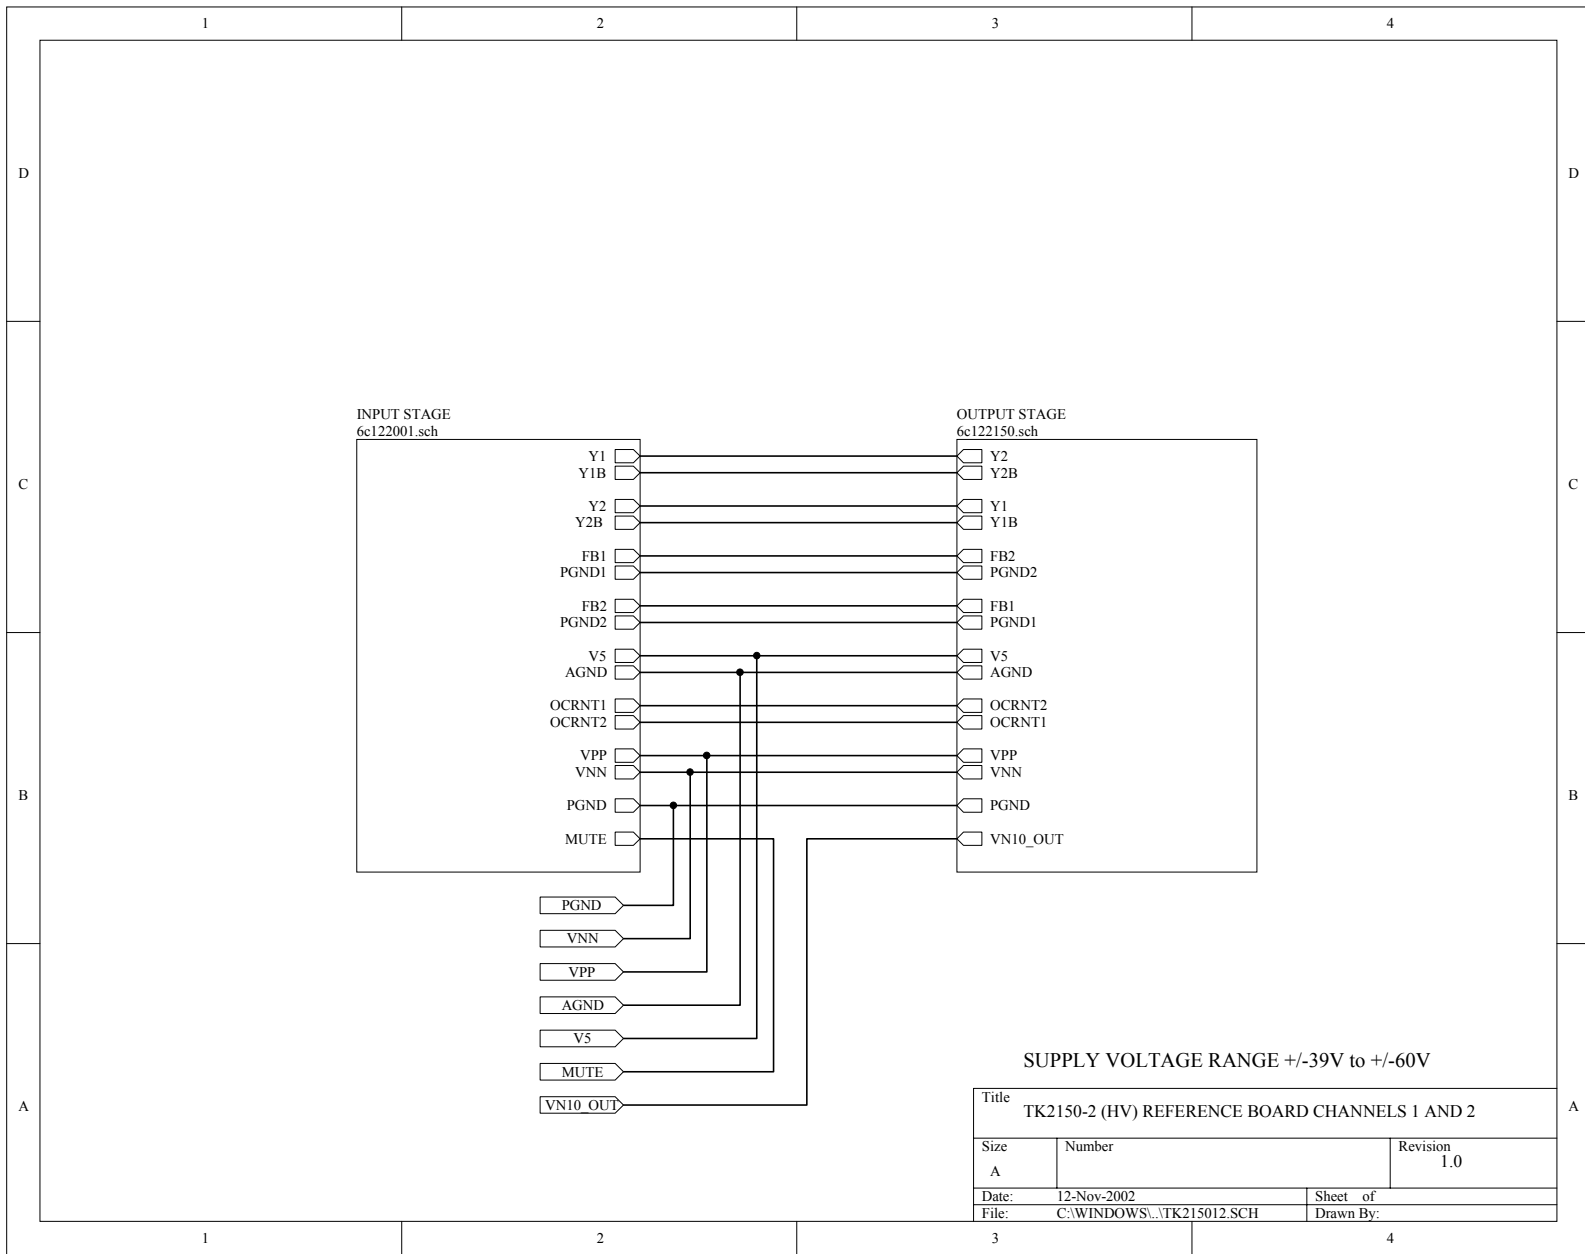 1 2 3 4
D D
INPUT STAGE OUTPUT STAGE
6c122001.sch 6c122150.sch
Y1 Y2
Y1B Y2B
C C
Y2 Y1
Y2B Y1B
FB1 FB2
PGND1 PGND2
FB2 FB1
PGND2 PGND1
V5 V5
AGND AGND
OCRNT1 OCRNT2
OCRNT2 OCRNT1
VPP VPP
VNN VNN
B B
PGND PGND
MUTE VN10_OUT
PGND
VNN
VPP
AGND
V5
SUPPLY VOLTAGE RANGE +/-39V to +/-60V
MUTE
VN10_OUT
A A
Title
TK2150-2 (HV) REFERENCE BOARD CHANNELS 1 AND 2
Size Number Revision
A 1.0
Date: 12-Nov-2002 Sheet of
File: C:\WINDOWS\..\TK215012.SCH Drawn By:
1 2 3 4